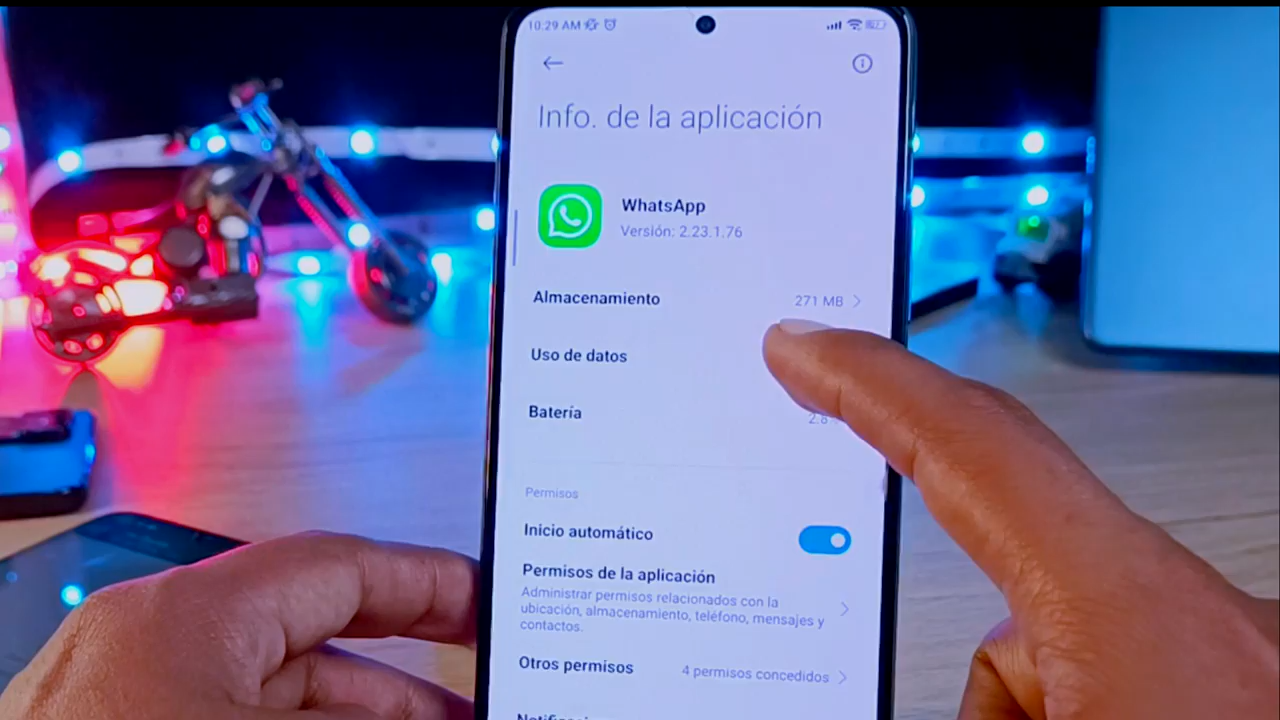 10:29 AM
Info. de la aplicación
WhatsApp
Versión: 2.23.1.76
Almacenamiento 271 MB
Uso de datos
Batería 2.8
Permisos
Inicio automático
Permisos de la aplicación
Administrar permisos relacionados con la
ubicación, almacenamiento, teléfono, mensajes y
contactos.
Otros permisos 4 permisos concedidos